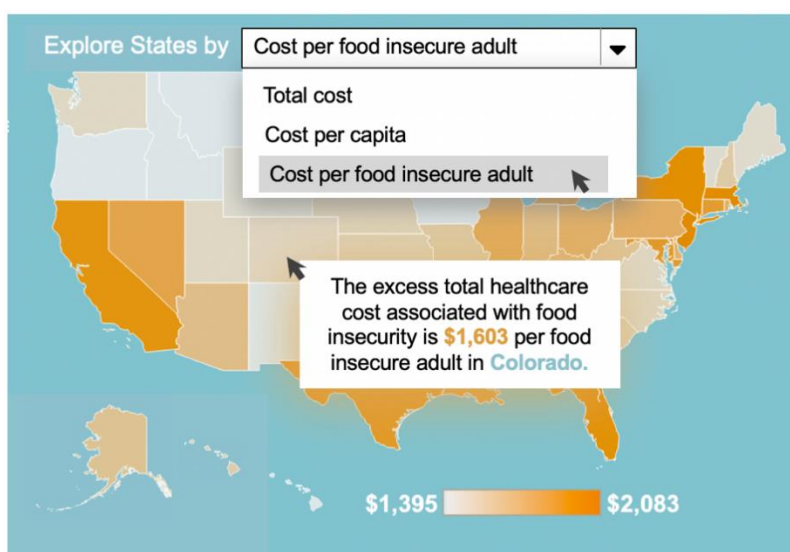 Explore States by Cost per food insecure adult
Total cost
Cost per capita
Cost per food insecure adult
The excess total healthcare
cost associated with food
insecurity is $1,603 per food
insecure adult in Colorado.
$1,395 $2,083